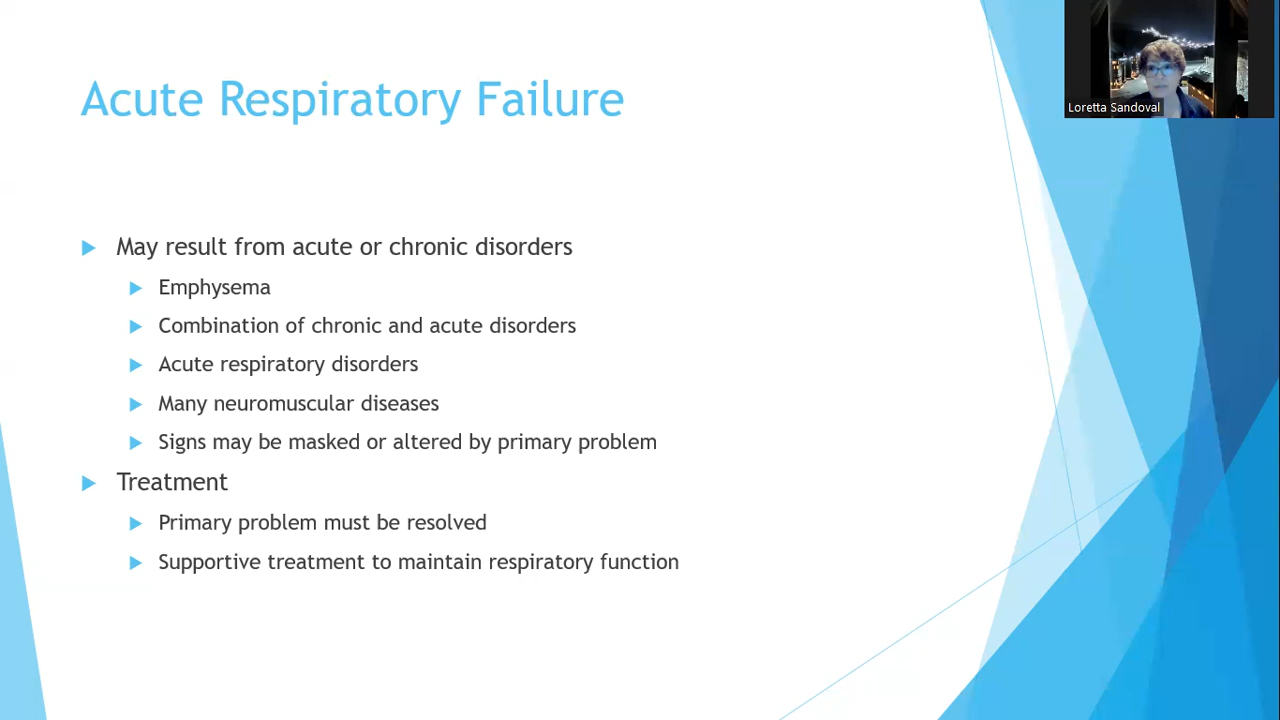 Acute Respiratory Failure
Loretta Sandoval
May result from acute or chronic disorders
Emphysema
Combination of chronic and acute disorders
Acute respiratory disorders
Many neuromuscular diseases
Signs may be masked or altered by primary problem
Treatment
Primary problem must be resolved
Supportive treatment to maintain respiratory function